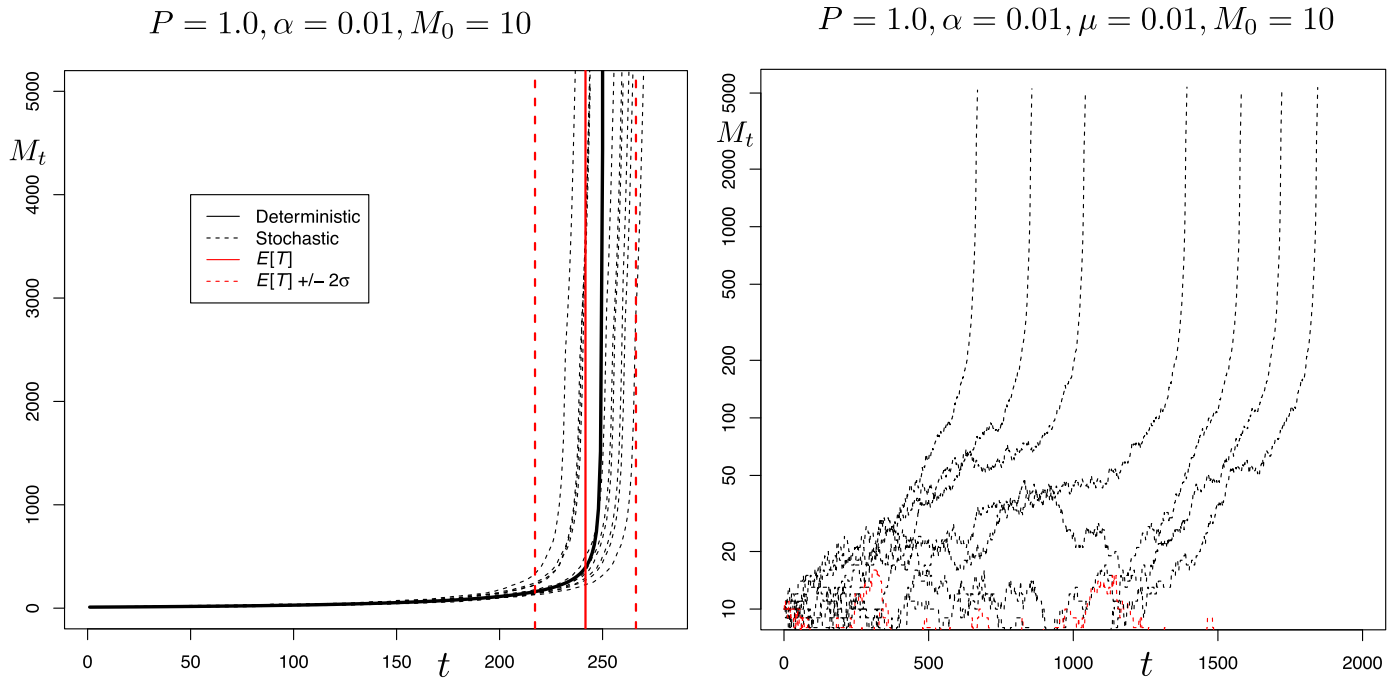 P = 1.0, α = 0.01, M₀ = 10
5000
4000
3000
2000
1000
0
Mₜ
Deterministic
Stochastic
E[T]
E[T] +/− 2σ
0
50
100
150
200
250
t
P = 1.0, α = 0.01, μ = 0.01, M₀ = 10
5000
2000
1000
500
200
100
50
20
10
Mₜ
0
500
1000
1500
2000
t